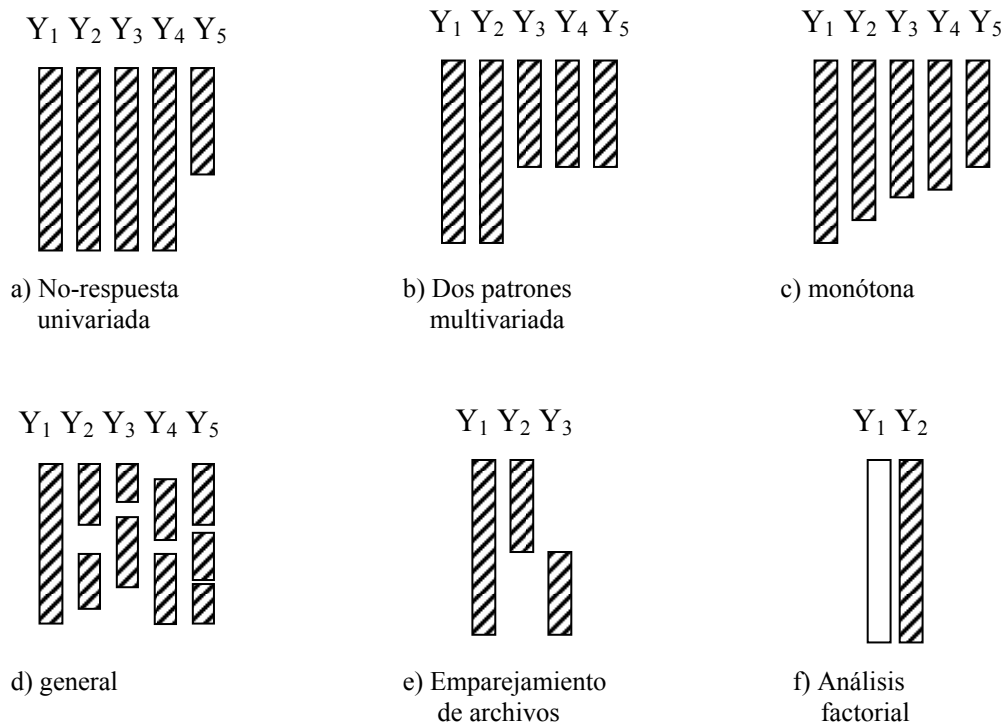 Y1 Y2 Y3 Y4 Y5
Y1 Y2 Y3 Y4 Y5
Y1 Y2 Y3 Y4 Y5
a) No-respuesta
univariada
b) Dos patrones
multivariada
c) monótona
Y1 Y2 Y3 Y4 Y5
Y1 Y2 Y3
Y1 Y2
d) general
e) Emparejamiento
de archivos
f) Análisis
factorial